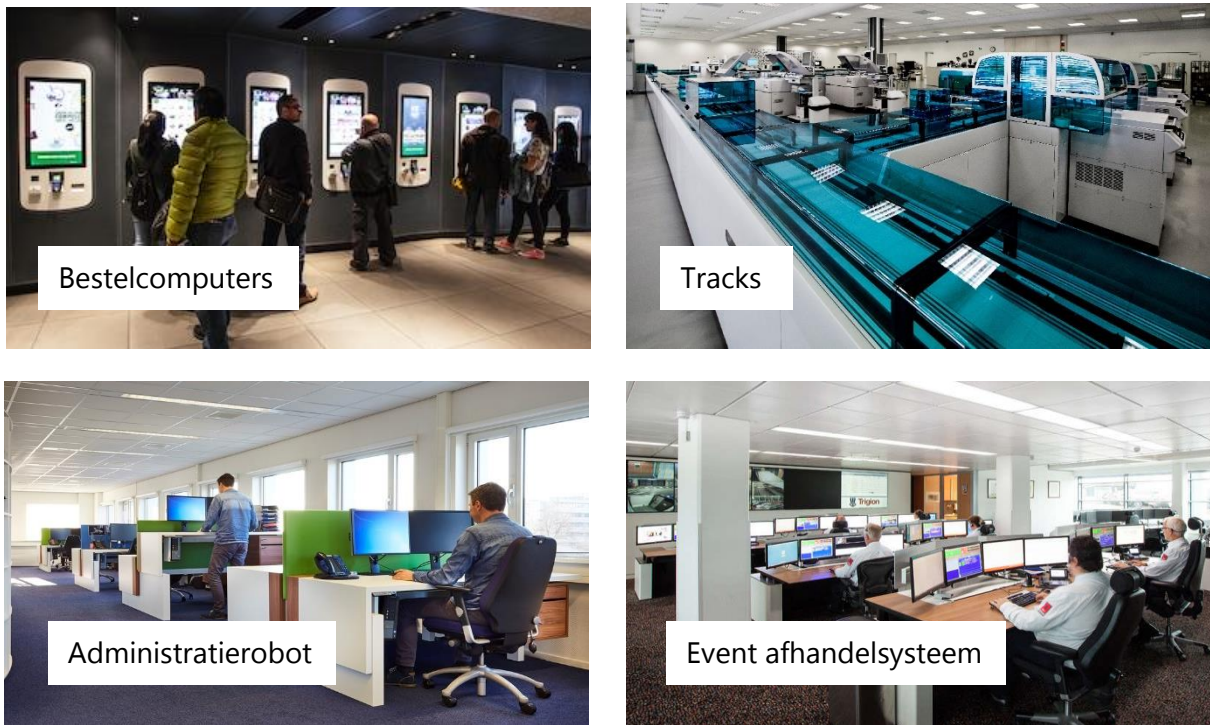 Bestelcomputers
Tracks
Administratierobot
Trigion
Event afhandelsysteem